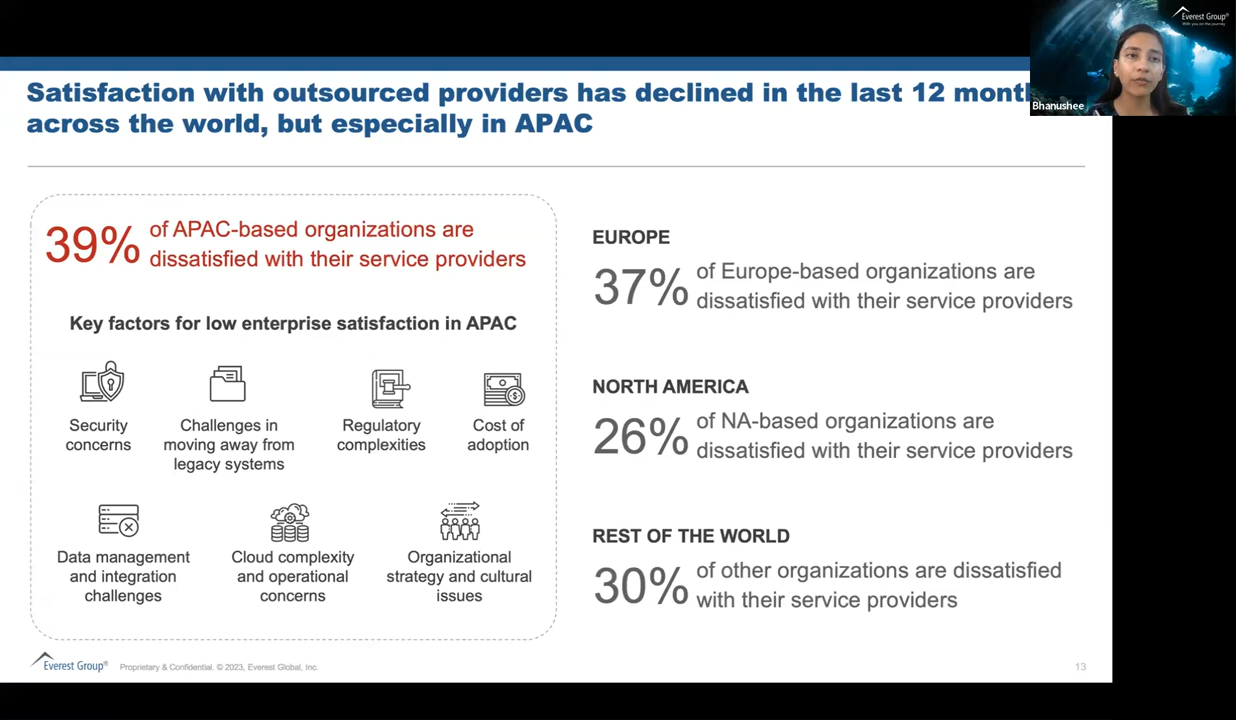 Everest Group®
With you on the journey
Bhanushee
Satisfaction with outsourced providers has declined in the last 12 mont
across the world, but especially in APAC
39%
of APAC-based organizations are
dissatisfied with their service providers
Key factors for low enterprise satisfaction in APAC
Security
concerns
Challenges in
moving away from
legacy systems
Regulatory
complexities
Cost of
adoption
Data management
and integration
challenges
Cloud complexity
and operational
concerns
Organizational
strategy and cultural
issues
EUROPE
37%
of Europe-based organizations are
dissatisfied with their service providers
NORTH AMERICA
26%
of NA-based organizations are
dissatisfied with their service providers
REST OF THE WORLD
30%
of other organizations are dissatisfied
with their service providers
Everest Group®
Proprietary & Confidential. © 2023, Everest Global, Inc.
13